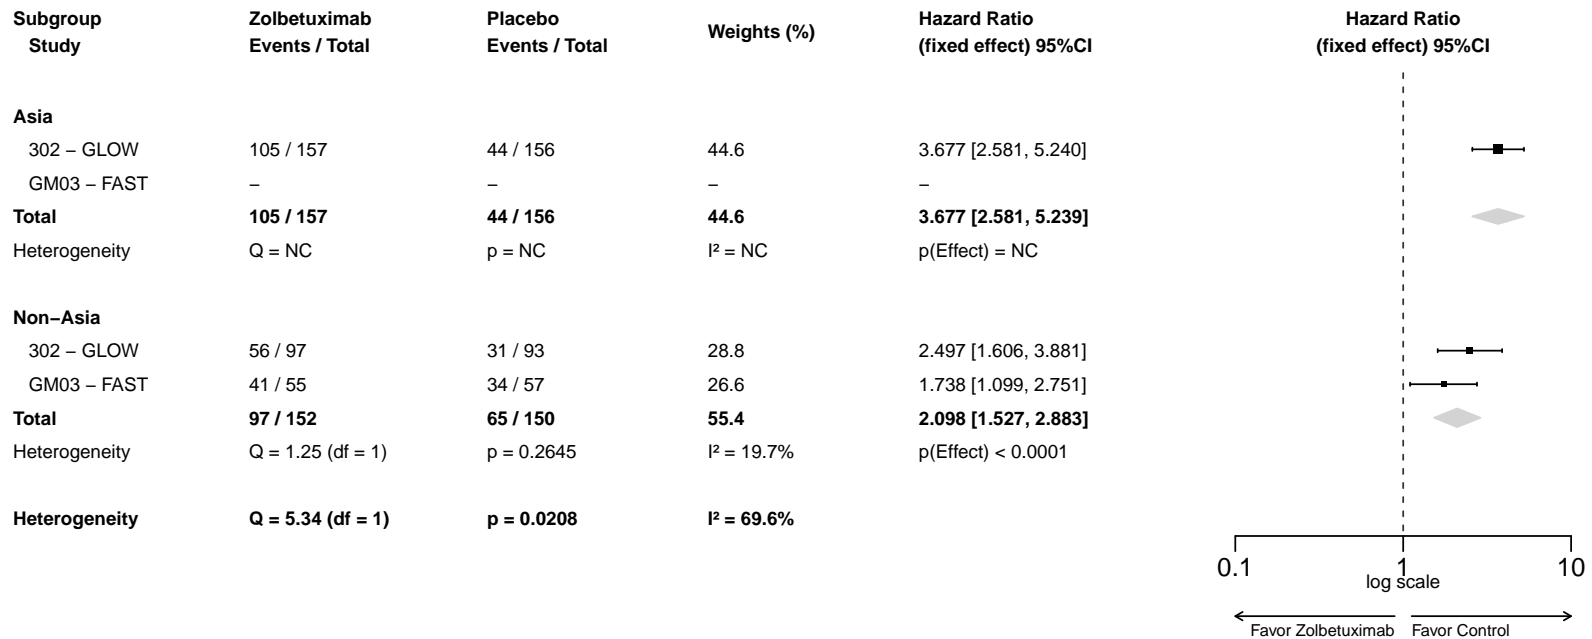 Subgroup Zolbetuximab Placebo Weights (%) Hazard Ratio Hazard Ratio
Study Events / Total Events / Total (fixed effect) 95%CI (fixed effect) 95%CI
Asia
302 − GLOW 105 / 157 44 / 156 44.6 3.677 [2.581, 5.240]
GM03 − FAST − − − −
Total 105 / 157 44 / 156 44.6 3.677 [2.581, 5.239]
Heterogeneity Q = NC p = NC I² = NC p(Effect) = NC
Non−Asia
302 − GLOW 56 / 97 31 / 93 28.8 2.497 [1.606, 3.881]
GM03 − FAST 41 / 55 34 / 57 26.6 1.738 [1.099, 2.751]
Total 97 / 152 65 / 150 55.4 2.098 [1.527, 2.883]
Heterogeneity Q = 1.25 (df = 1) p = 0.2645 I² = 19.7% p(Effect) < 0.0001
Heterogeneity Q = 5.34 (df = 1) p = 0.0208 I² = 69.6%
0.1 1 10
log scale
Favor Zolbetuximab Favor Control